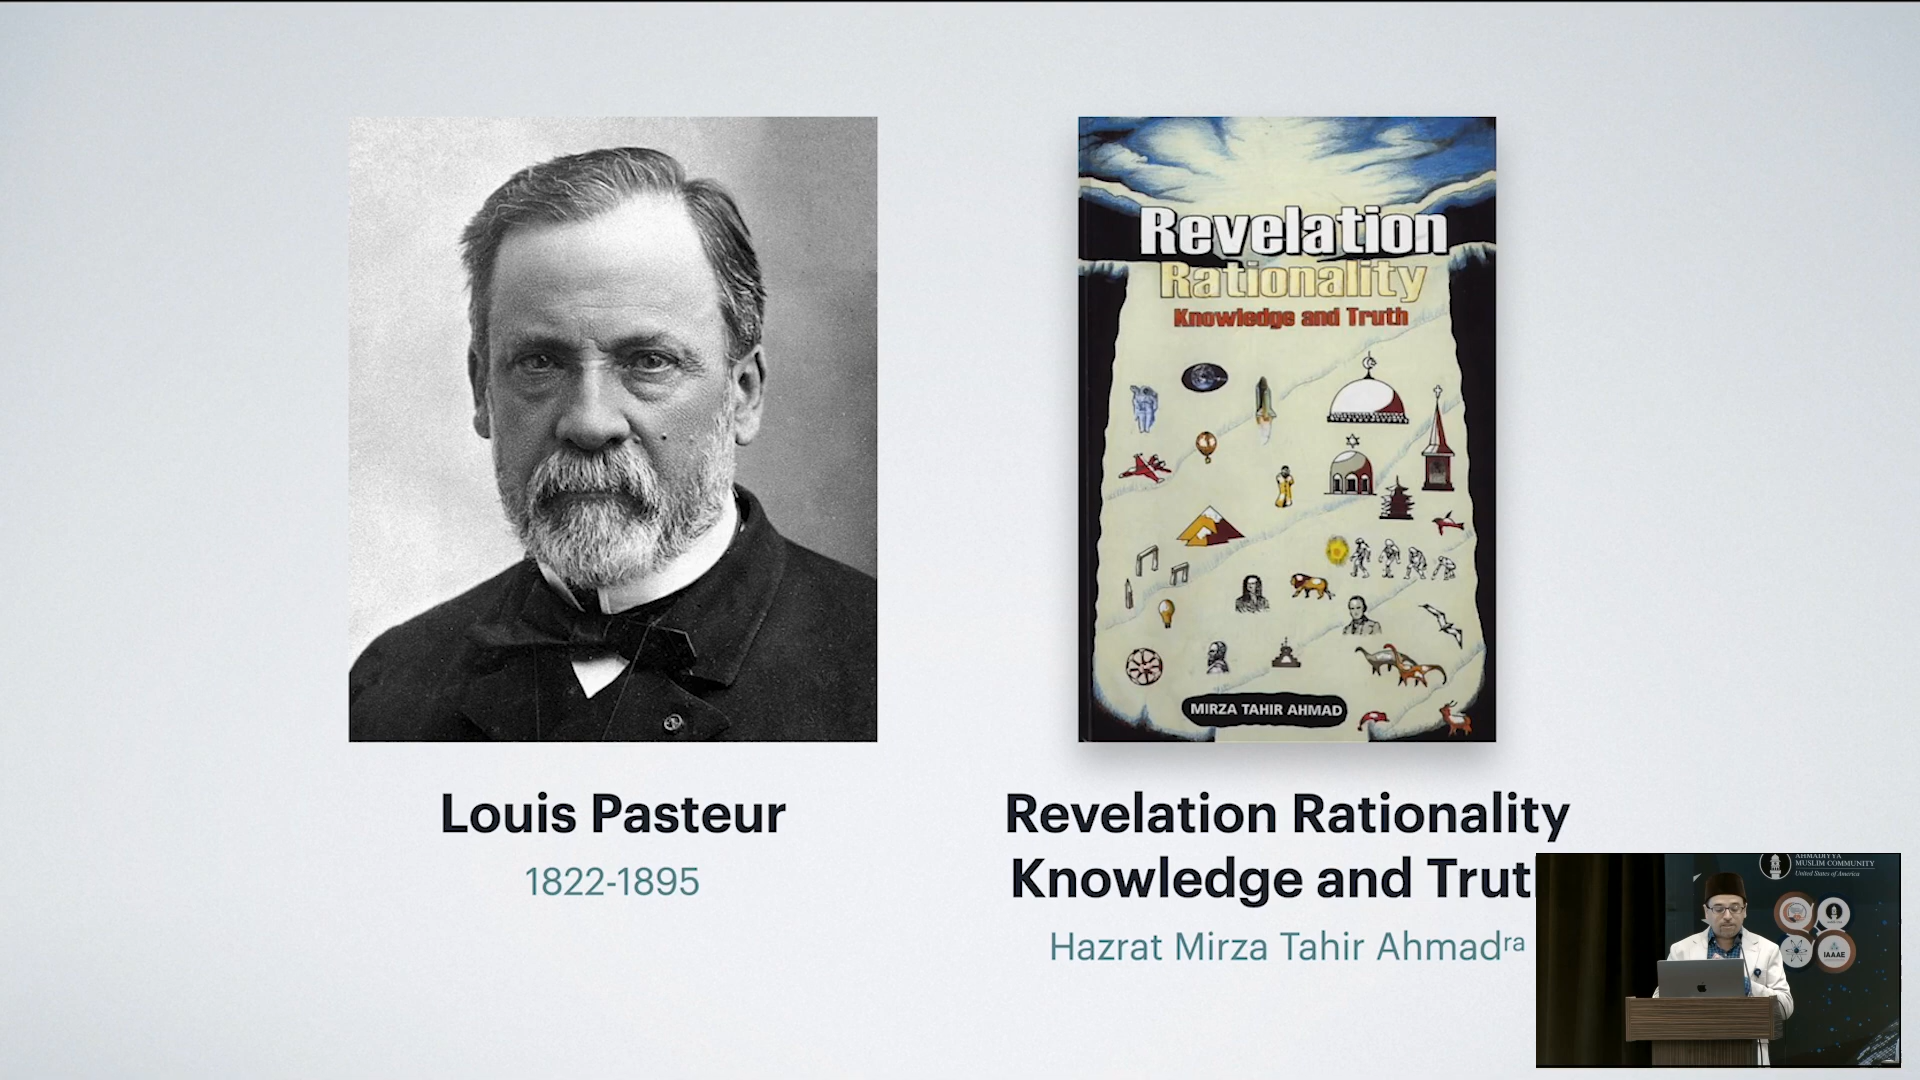 Revelation
Rationality
Knowledge and Truth
MIRZA TAHIR AHMAD
Louis Pasteur
1822-1895
Revelation Rationality
Knowledge and Trut
Hazrat Mirza Tahir Ahmadra
AHMADIYYA
MUSLIM COMMUNITY
United States of America
IAAAE